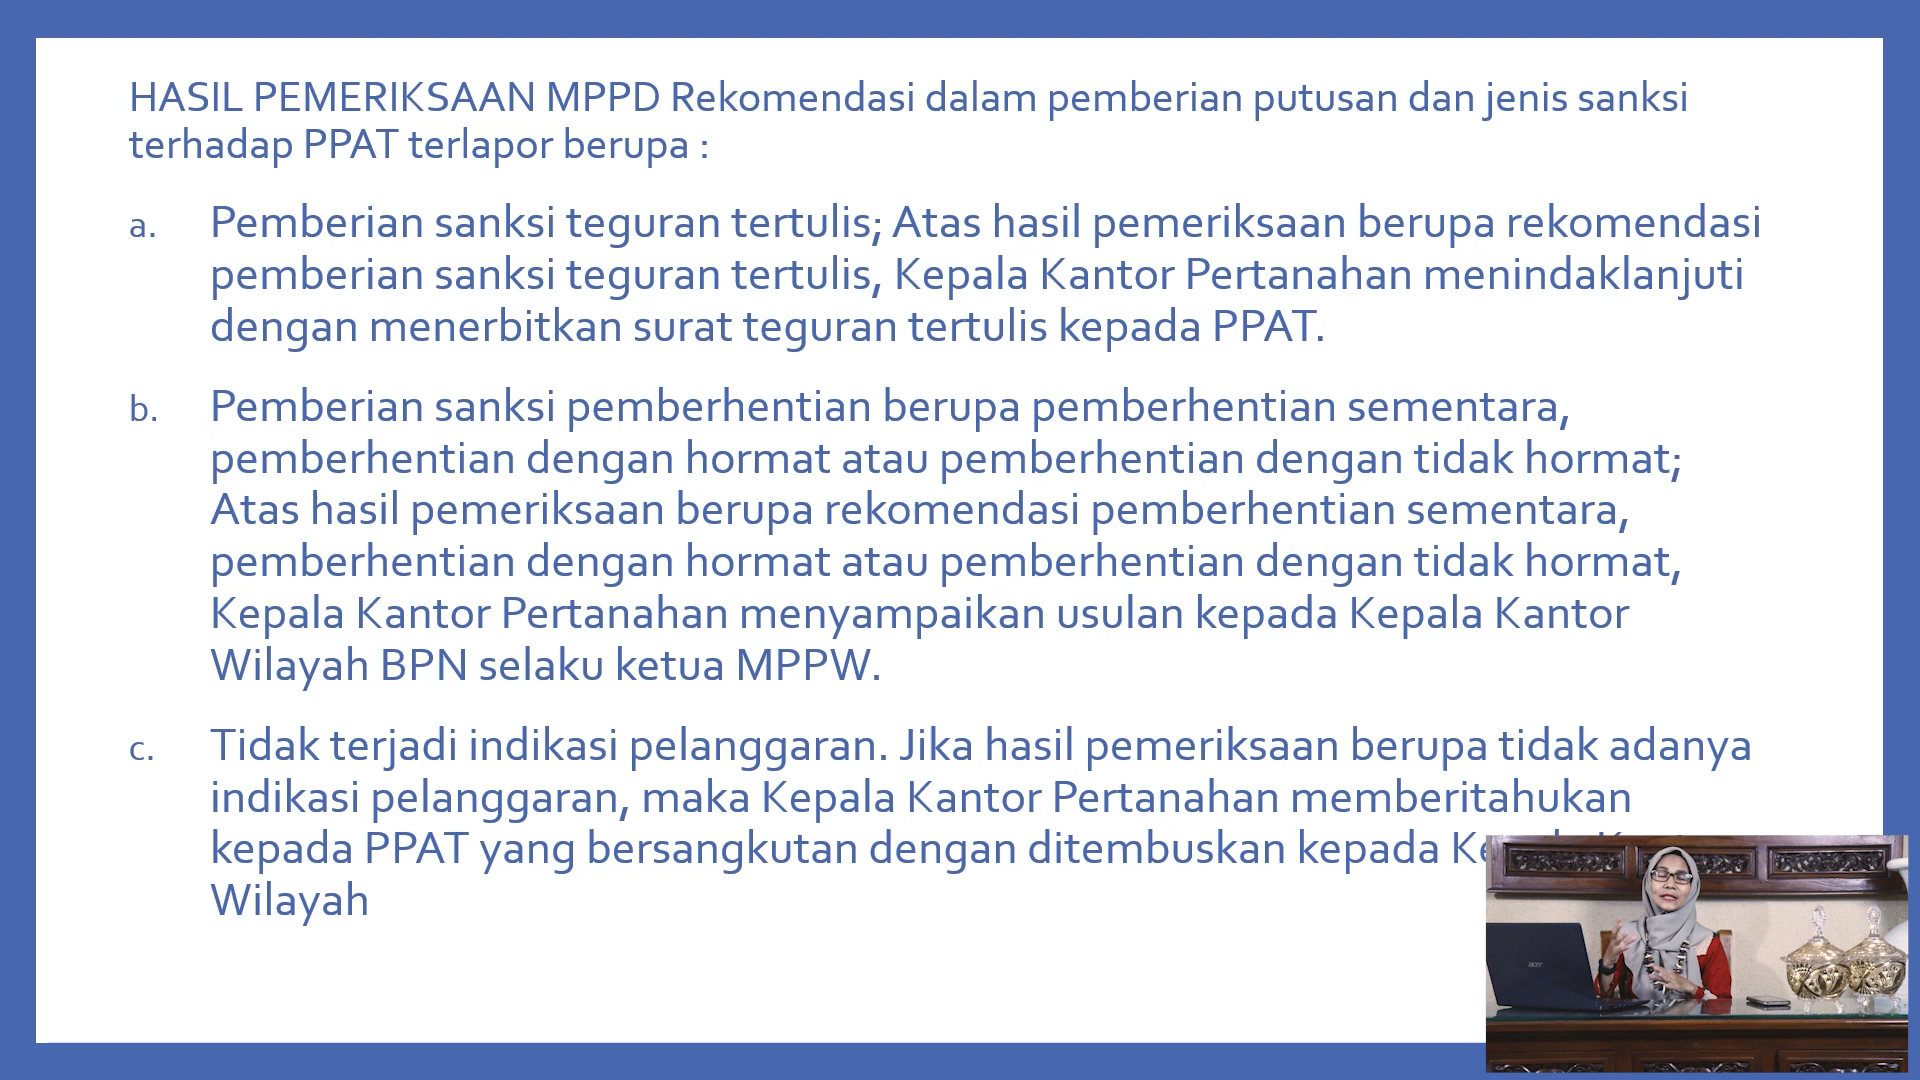 HASIL PEMERIKSAAN MPPD Rekomendasi dalam pemberian putusan dan jenis sanksi
terhadap PPAT terlapor berupa :
a. Pemberian sanksi teguran tertulis; Atas hasil pemeriksaan berupa rekomendasi
pemberian sanksi teguran tertulis, Kepala Kantor Pertanahan menindaklanjuti
dengan menerbitkan surat teguran tertulis kepada PPAT.
b. Pemberian sanksi pemberhentian berupa pemberhentian sementara,
pemberhentian dengan hormat atau pemberhentian dengan tidak hormat;
Atas hasil pemeriksaan berupa rekomendasi pemberhentian sementara,
pemberhentian dengan hormat atau pemberhentian dengan tidak hormat,
Kepala Kantor Pertanahan menyampaikan usulan kepada Kepala Kantor
Wilayah BPN selaku ketua MPPW.
c. Tidak terjadi indikasi pelanggaran. Jika hasil pemeriksaan berupa tidak adanya
indikasi pelanggaran, maka Kepala Kantor Pertanahan memberitahukan
kepada PPAT yang bersangkutan dengan ditembuskan kepada
Wilayah
acer